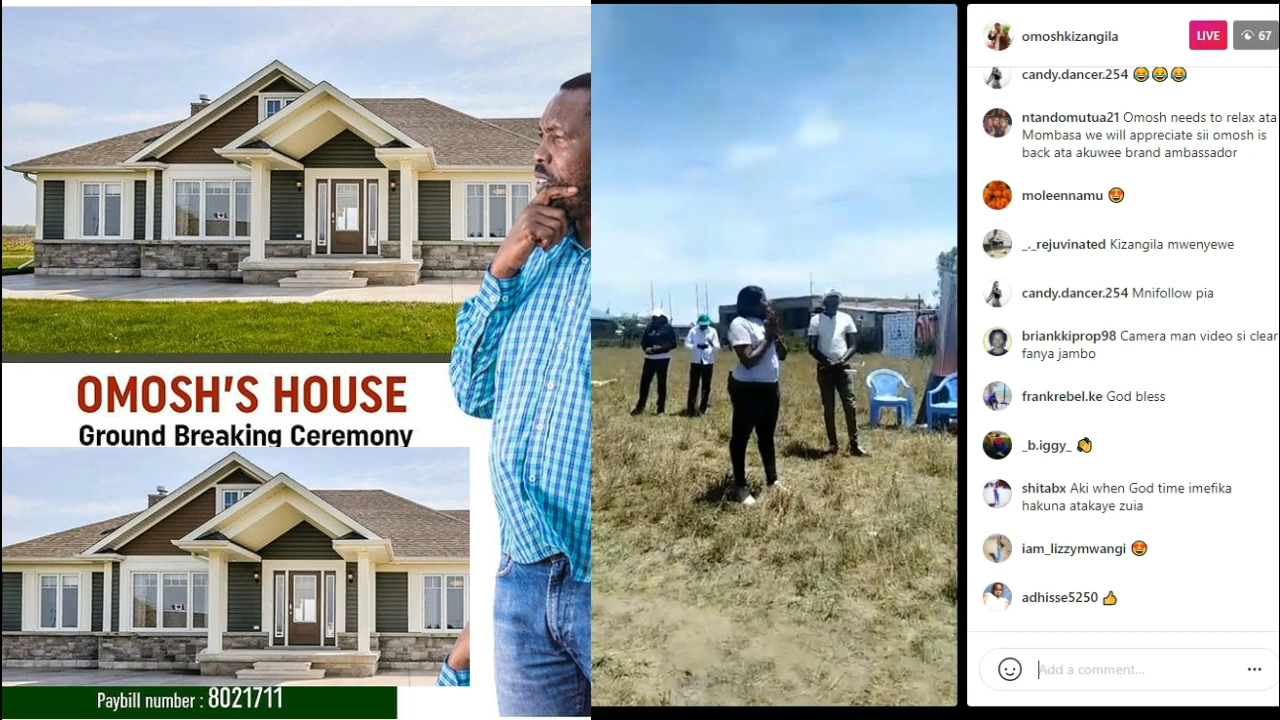 OMOSH'S HOUSE
Ground Breaking Ceremony
Paybill number : 8021711
omoshkizangila
LIVE
67
candy.dancer.254 😂😂😂
ntandomutua21 Omosh needs to relax ata
Mombasa we will appreciate sii omosh is
back ata akuwee brand ambassador
moleennamu 😍
_._rejuvinated Kizangila mwenyewe
candy.dancer.254 Mnifollow pia
briankkiprop98 Camera man video si clear
fanya jambo
frankrebel.ke God bless
_b.iggy_ 👏
shitabx Aki when God time imefika
hakuna atakaye zuia
iam_lizzymwangi 😍
adhisse5250 👍
Add a comment...